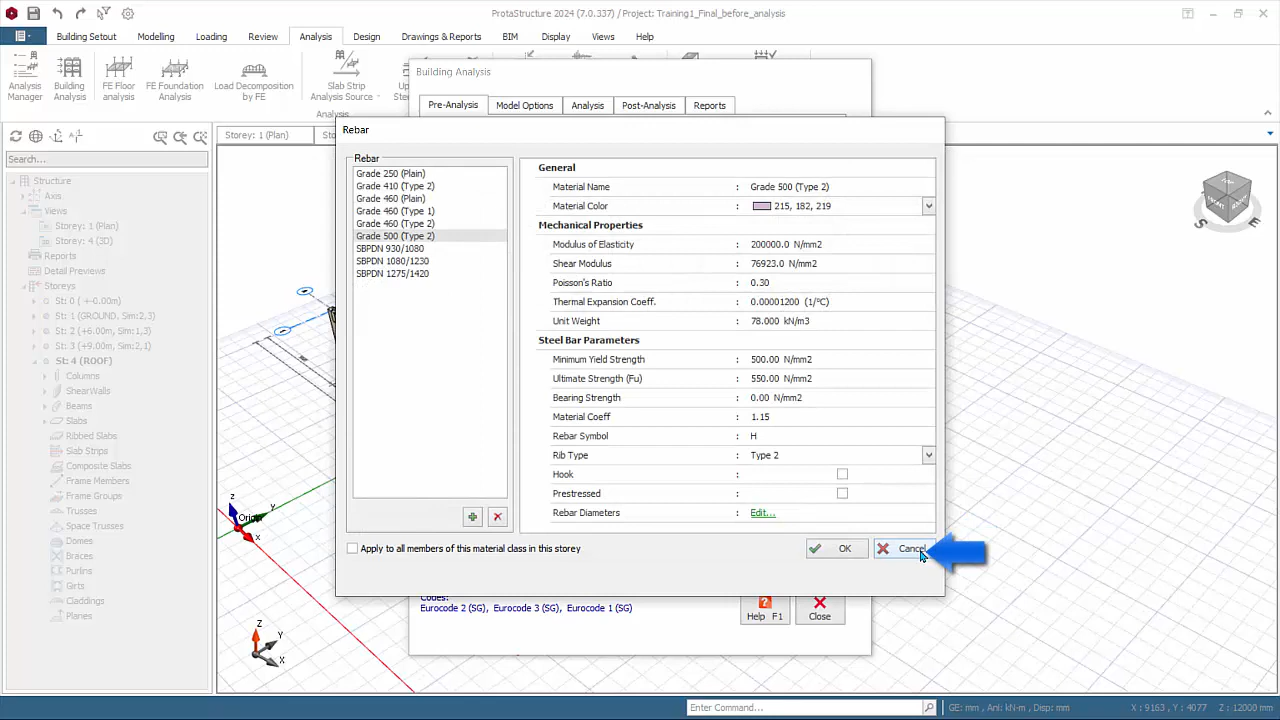 ProtaStructure 2024 (7.0.337) / Project: Training1_Final_before_analysis
Building Setout Modelling Loading Review Analysis Design Drawings & Reports BIM Display Views Help
Analysis Manager
Building Analysis
FE Floor analysis
FE Foundation Analysis
Load Decomposition by FE
Slab Strip Analysis Source
Analysis
Building Analysis
Pre-Analysis Model Options Analysis Post-Analysis Reports
Storey: 1 (Plan)
Search...
Structure
Axis
Views
Storey: 1 (Plan)
Storey: 4 (3D)
Reports
Detail Previews
Storeys
St: 0 ( +-0.00m)
St: 1 (GROUND, Sim:2,3)
St: 2 (+6.00m, Sim:1,3)
St: 3 (+9.00m, Sim:2,1)
St: 4 (ROOF)
Columns
ShearWalls
Beams
Slabs
Ribbed Slabs
Slab Strips
Composite Slabs
Frame Members
Frame Groups
Trusses
Space Trusses
Domes
Braces
Purlins
Girts
Claddings
Planes
Rebar
Rebar
Grade 250 (Plain)
Grade 410 (Type 2)
Grade 460 (Plain)
Grade 460 (Type 1)
Grade 460 (Type 2)
Grade 500 (Type 2)
SBPDN 930/1080
SBPDN 1080/1230
SBPDN 1275/1420
General
Material Name : Grade 500 (Type 2)
Material Color : 215, 182, 219
Mechanical Properties
Modulus of Elasticity : 200000.0 N/mm2
Shear Modulus : 76923.0 N/mm2
Poisson's Ratio : 0.30
Thermal Expansion Coeff. : 0.00001200 (1/°C)
Unit Weight : 78.000 kN/m3
Steel Bar Parameters
Minimum Yield Strength : 500.00 N/mm2
Ultimate Strength (Fu) : 550.00 N/mm2
Bearing Strength : 0.00 N/mm2
Material Coeff : 1.15
Rebar Symbol : H
Rib Type : Type 2
Hook :
Prestressed :
Rebar Diameters : Edit...
Apply to all members of this material class in this storey
OK Cancel
Eurocode 2 (SG), Eurocode 3 (SG), Eurocode 1 (SG)
Help F1 Close
FRONT
S E
z Y x
Z Y X
Enter Command...
GE: mm , Anl: kN-m , Disp: mm
X : 9163 , Y : 4077 Z : 12000 mm